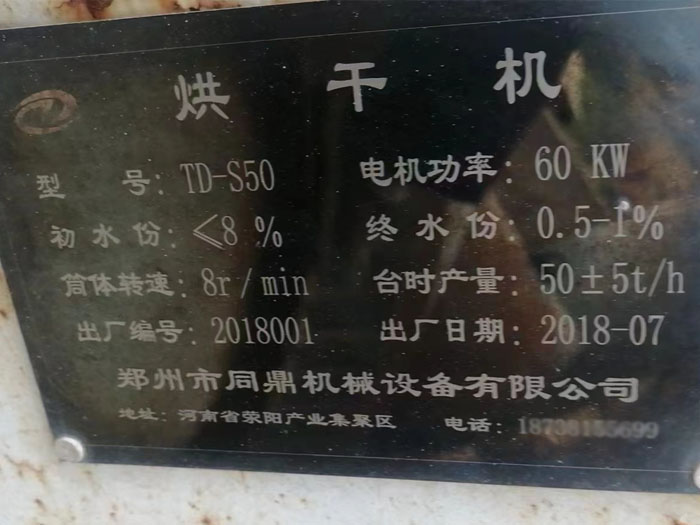 烘干机
型 号: TD-S50 电机功率: 60 KW
初水份: ≤8 % 终水份: 0.5-1%
筒体转速: 8r/min 台时产量: 50±5t/h
出厂编号: 2018001 出厂日期: 2018-07
郑州市同鼎机械设备有限公司
地址: 河南省荥阳产业集聚区 电话: